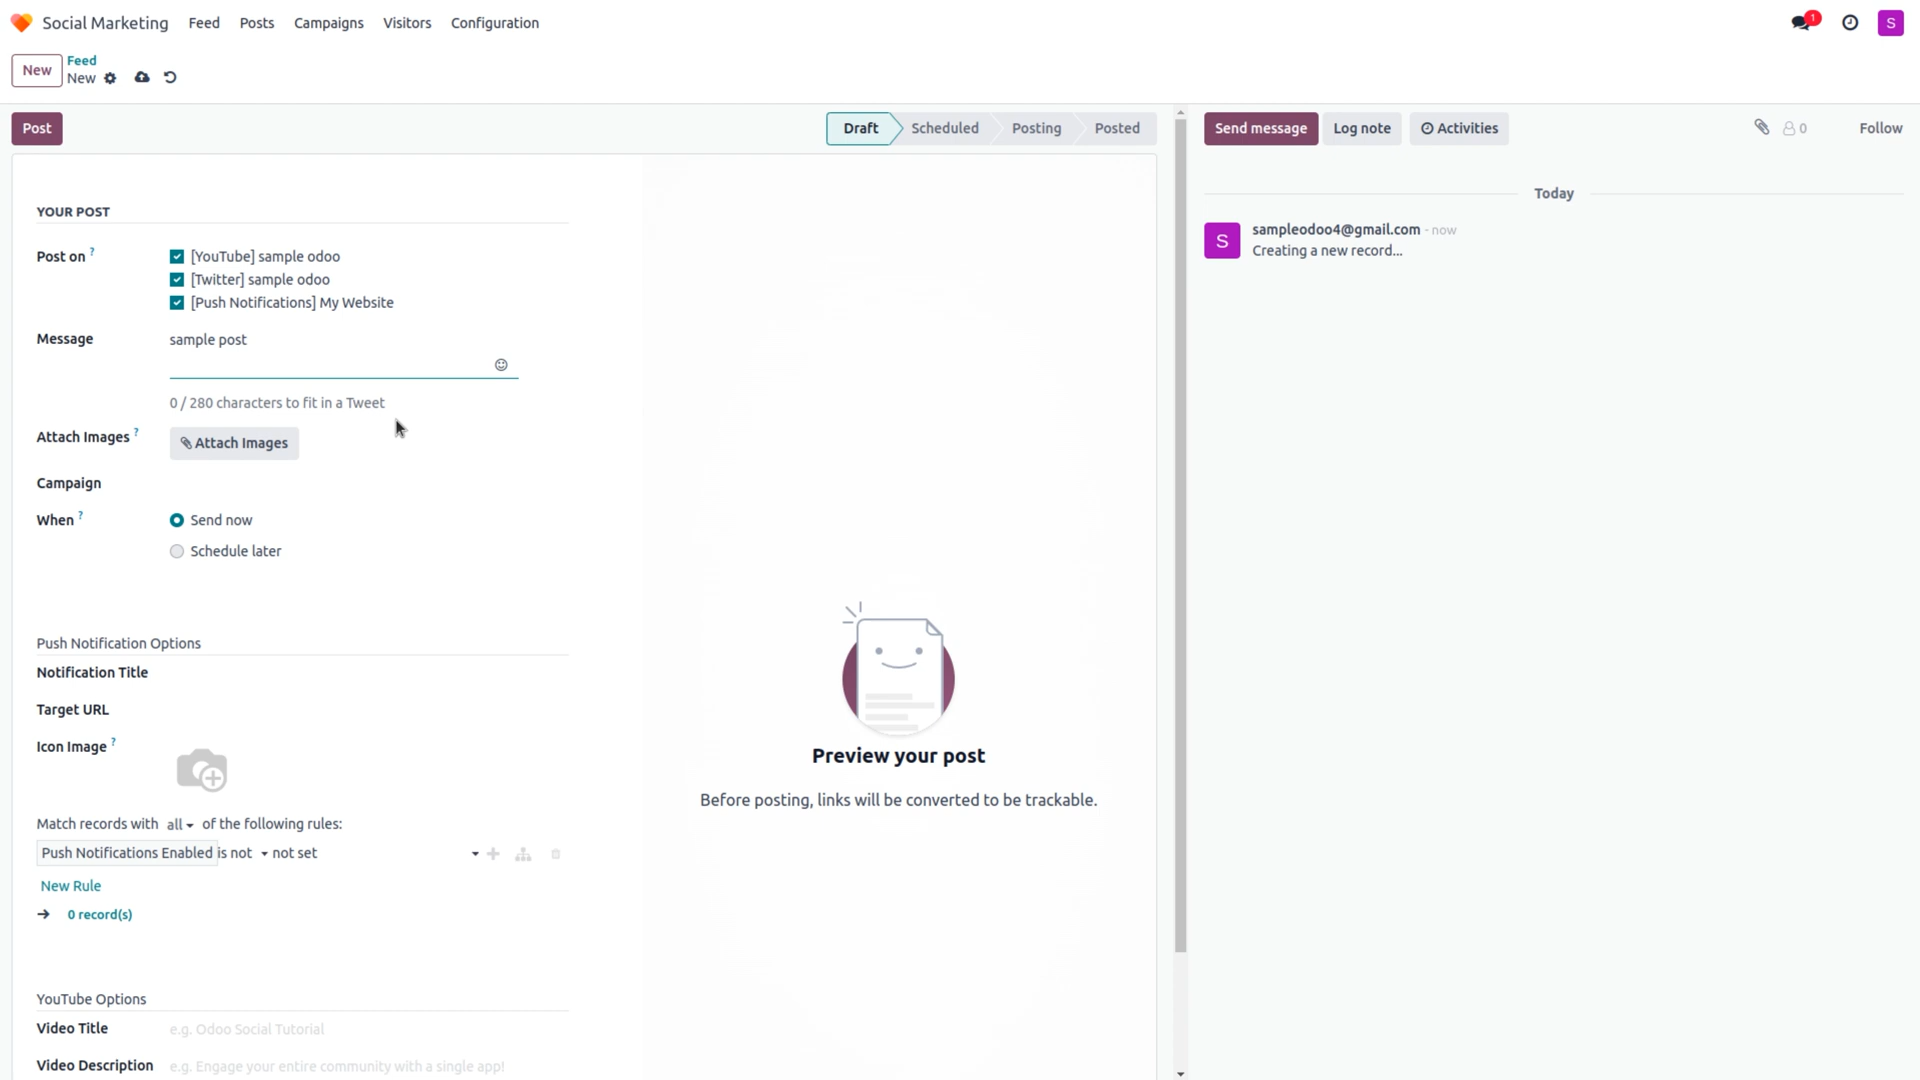 Social Marketing Feed Posts Campaigns Visitors Configuration 1 S
New Feed
New
Post Draft Scheduled Posting Posted Send message Log note Activities 0 Follow
YOUR POST
Today
Post on ? [YouTube] sample odoo
[Twitter] sample odoo
[Push Notifications] My Website
S sampleodoo4@gmail.com - now
Creating a new record...
Message sample post
0 / 280 characters to fit in a Tweet
Attach Images ? Attach Images
Campaign
When ? Send now
Schedule later
Push Notification Options
Notification Title
Target URL
Icon Image ?
Preview your post
Before posting, links will be converted to be trackable.
Match records with all of the following rules:
Push Notifications Enabled is not not set
New Rule
0 record(s)
YouTube Options
Video Title e.g. Odoo Social Tutorial
Video Description e.g. Engage your entire community with a single app!